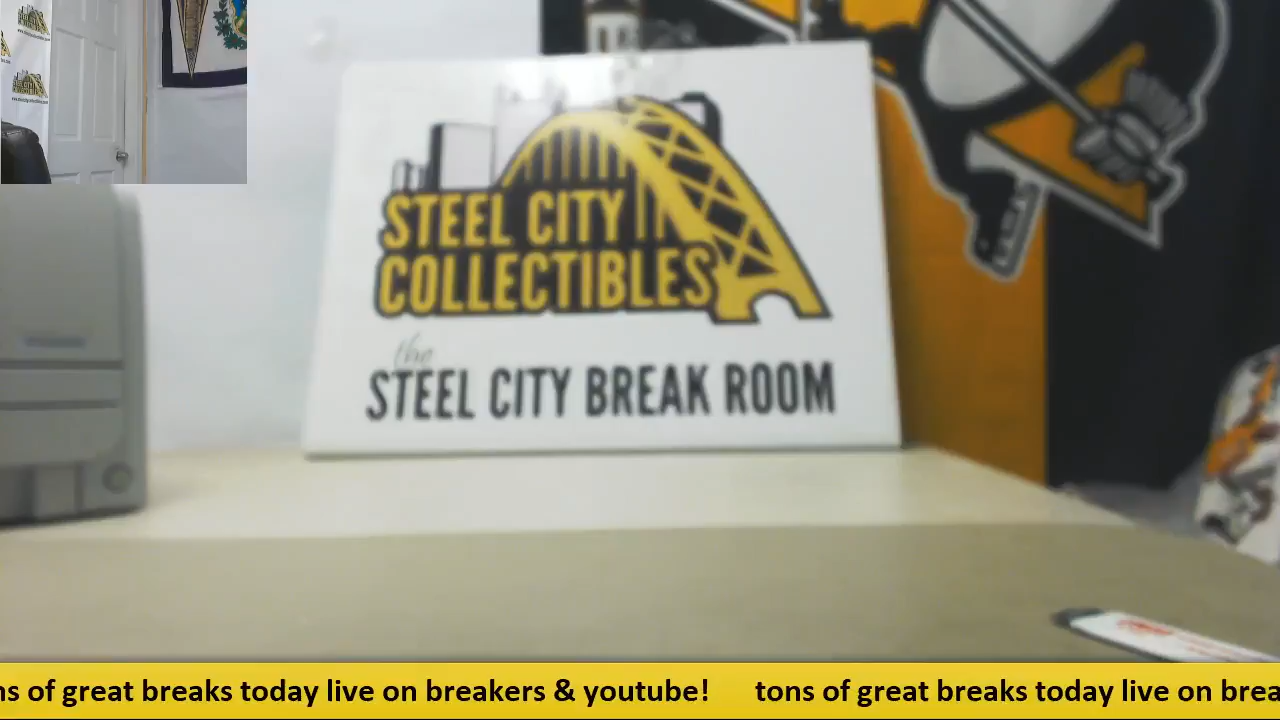 STEEL CITY
COLLECTIBLES
the
STEEL CITY BREAK ROOM
ns of great breaks today live on breakers & youtube! tons of great breaks today live on brea